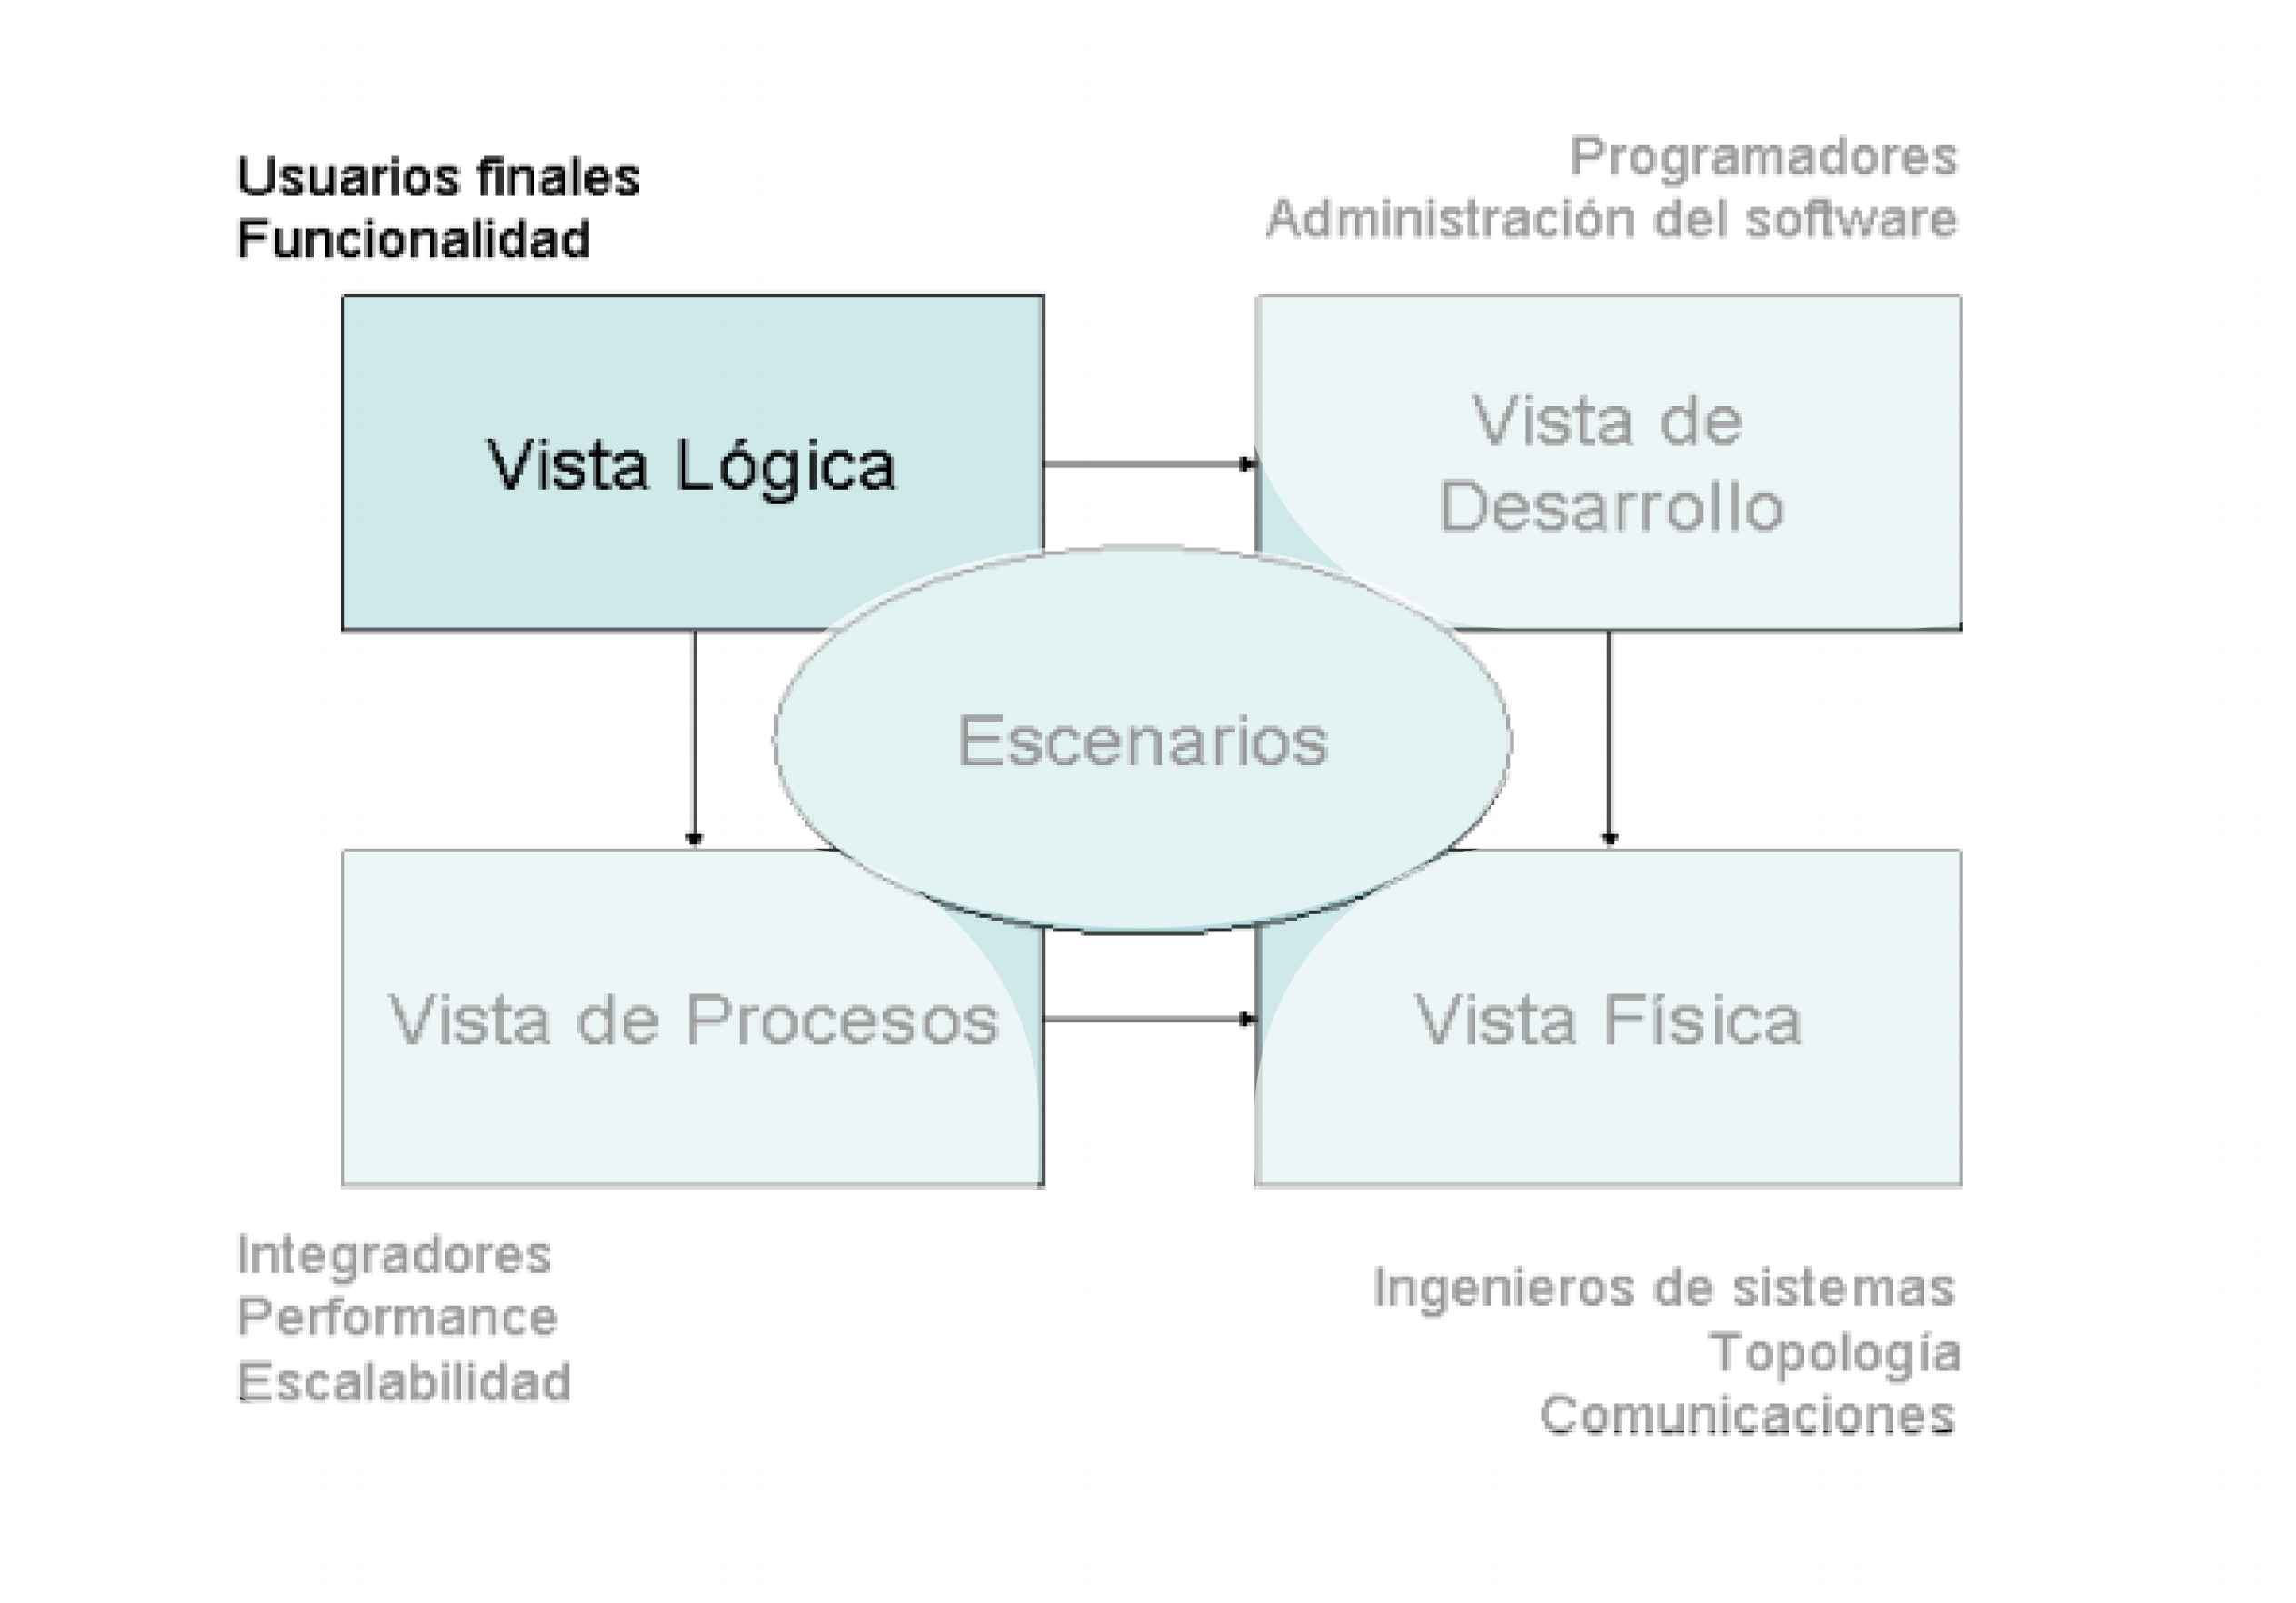 Usuarios finales
Funcionalidad
Programadores
Administración del software
Vista Lógica
Vista de
Desarrollo
Escenarios
Vista de Procesos
Vista Física
Integradores
Performance
Escalabilidad
Ingenieros de sistemas
Topología
Comunicaciones